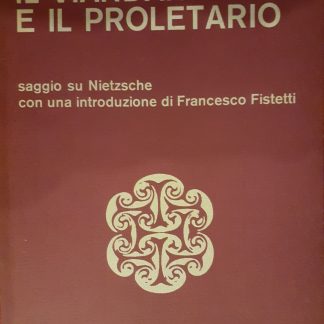 E IL PROLETARIO
saggio su Nietzsche
con una introduzione di Francesco Fistetti